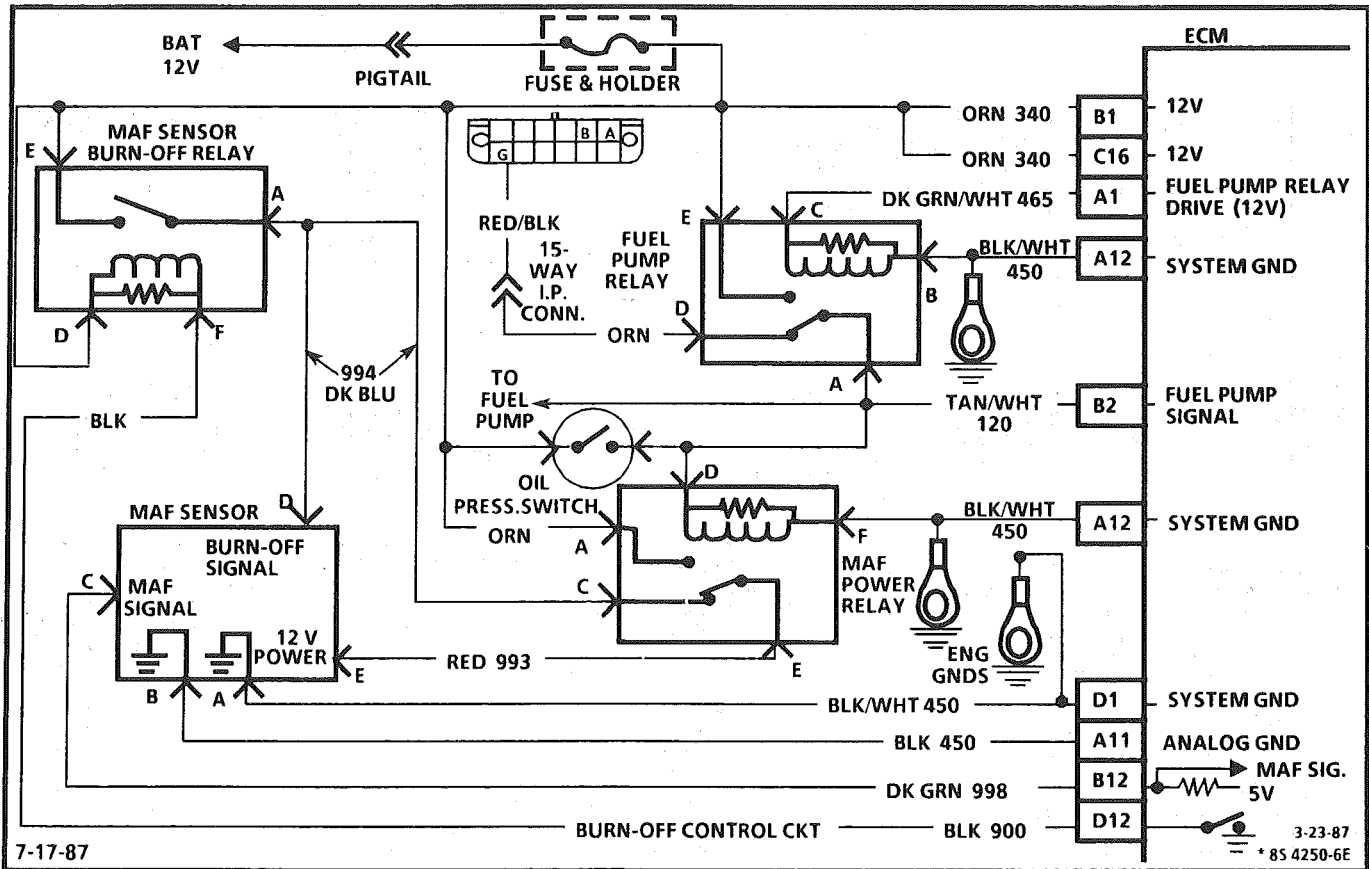 BAT
12V
PIGTAIL
FUSE & HOLDER
ECM
ORN 340
B1
12V
ORN 340
C16
12V
MAF SENSOR
BURN-OFF RELAY
E
A
D
F
B
A
G
RED/BLK
15-
WAY
I.P.
CONN.
ORN
FUEL
PUMP
RELAY
E
C
D
B
A
DK GRN/WHT 465
A1
FUEL PUMP RELAY
DRIVE (12V)
BLK/WHT
450
A12
SYSTEM GND
994
DK BLU
BLK
TO
FUEL
PUMP
TAN/WHT
120
B2
FUEL PUMP
SIGNAL
OIL
PRESS. SWITCH
ORN
A
D
F
C
E
MAF
POWER
RELAY
BLK/WHT
450
A12
SYSTEM GND
MAF SENSOR
D
BURN-OFF
SIGNAL
C
MAF
SIGNAL
12 V
POWER
E
B
A
RED 993
ENG
GNDS
BLK/WHT 450
D1
SYSTEM GND
BLK 450
A11
ANALOG GND
DK GRN 998
B12
MAF SIG.
5V
BURN-OFF CONTROL CKT
BLK 900
D12
7-17-87
3-23-87
* 8S 4250-6E